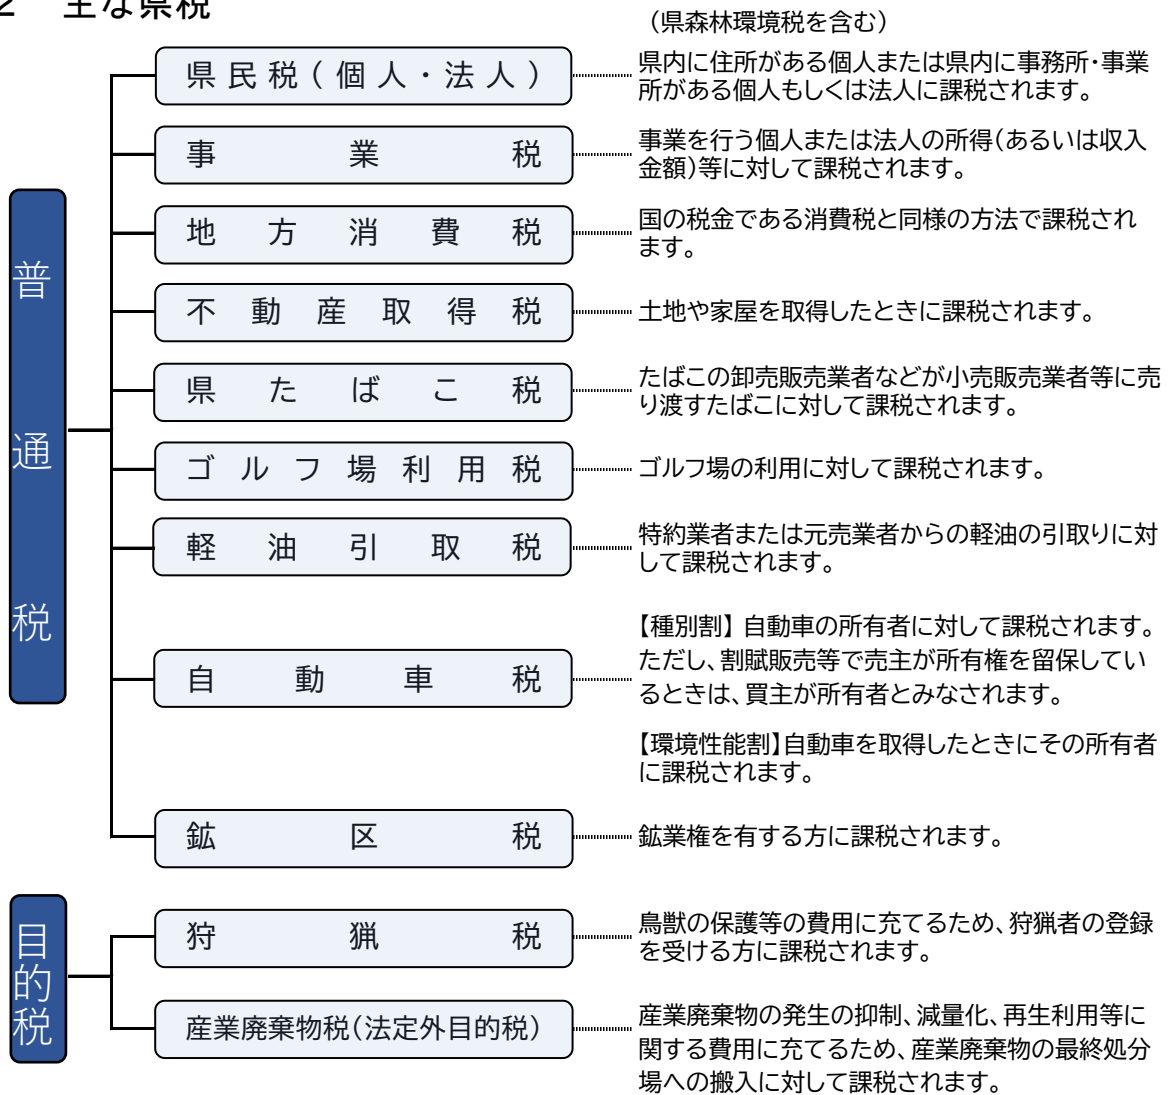 2 主な県税
（県森林環境税を含む）
普通税
県民税(個人・法人)
県内に住所がある個人または県内に事務所・事業
所がある個人もしくは法人に課税されます。
事業税
事業を行う個人または法人の所得(あるいは収入
金額)等に対して課税されます。
地方消費税
国の税金である消費税と同様の方法で課税され
ます。
不動産取得税
土地や家屋を取得したときに課税されます。
県たばこ税
たばこの卸売販売業者などが小売販売業者等に売
り渡すたばこに対して課税されます。
ゴルフ場利用税
ゴルフ場の利用に対して課税されます。
軽油引取税
特約業者または元売業者からの軽油の引取りに対
して課税されます。
自動車税
【種別割】 自動車の所有者に対して課税されます。
ただし、割賦販売等で売主が所有権を留保してい
るときは、買主が所有者とみなされます。
【環境性能割】自動車を取得したときにその所有者
に課税されます。
鉱区税
鉱業権を有する方に課税されます。
目的税
狩猟税
鳥獣の保護等の費用に充てるため、狩猟者の登録
を受ける方に課税されます。
産業廃棄物税(法定外目的税)
産業廃棄物の発生の抑制、減量化、再生利用等に
関する費用に充てるため、産業廃棄物の最終処分
場への搬入に対して課税されます。